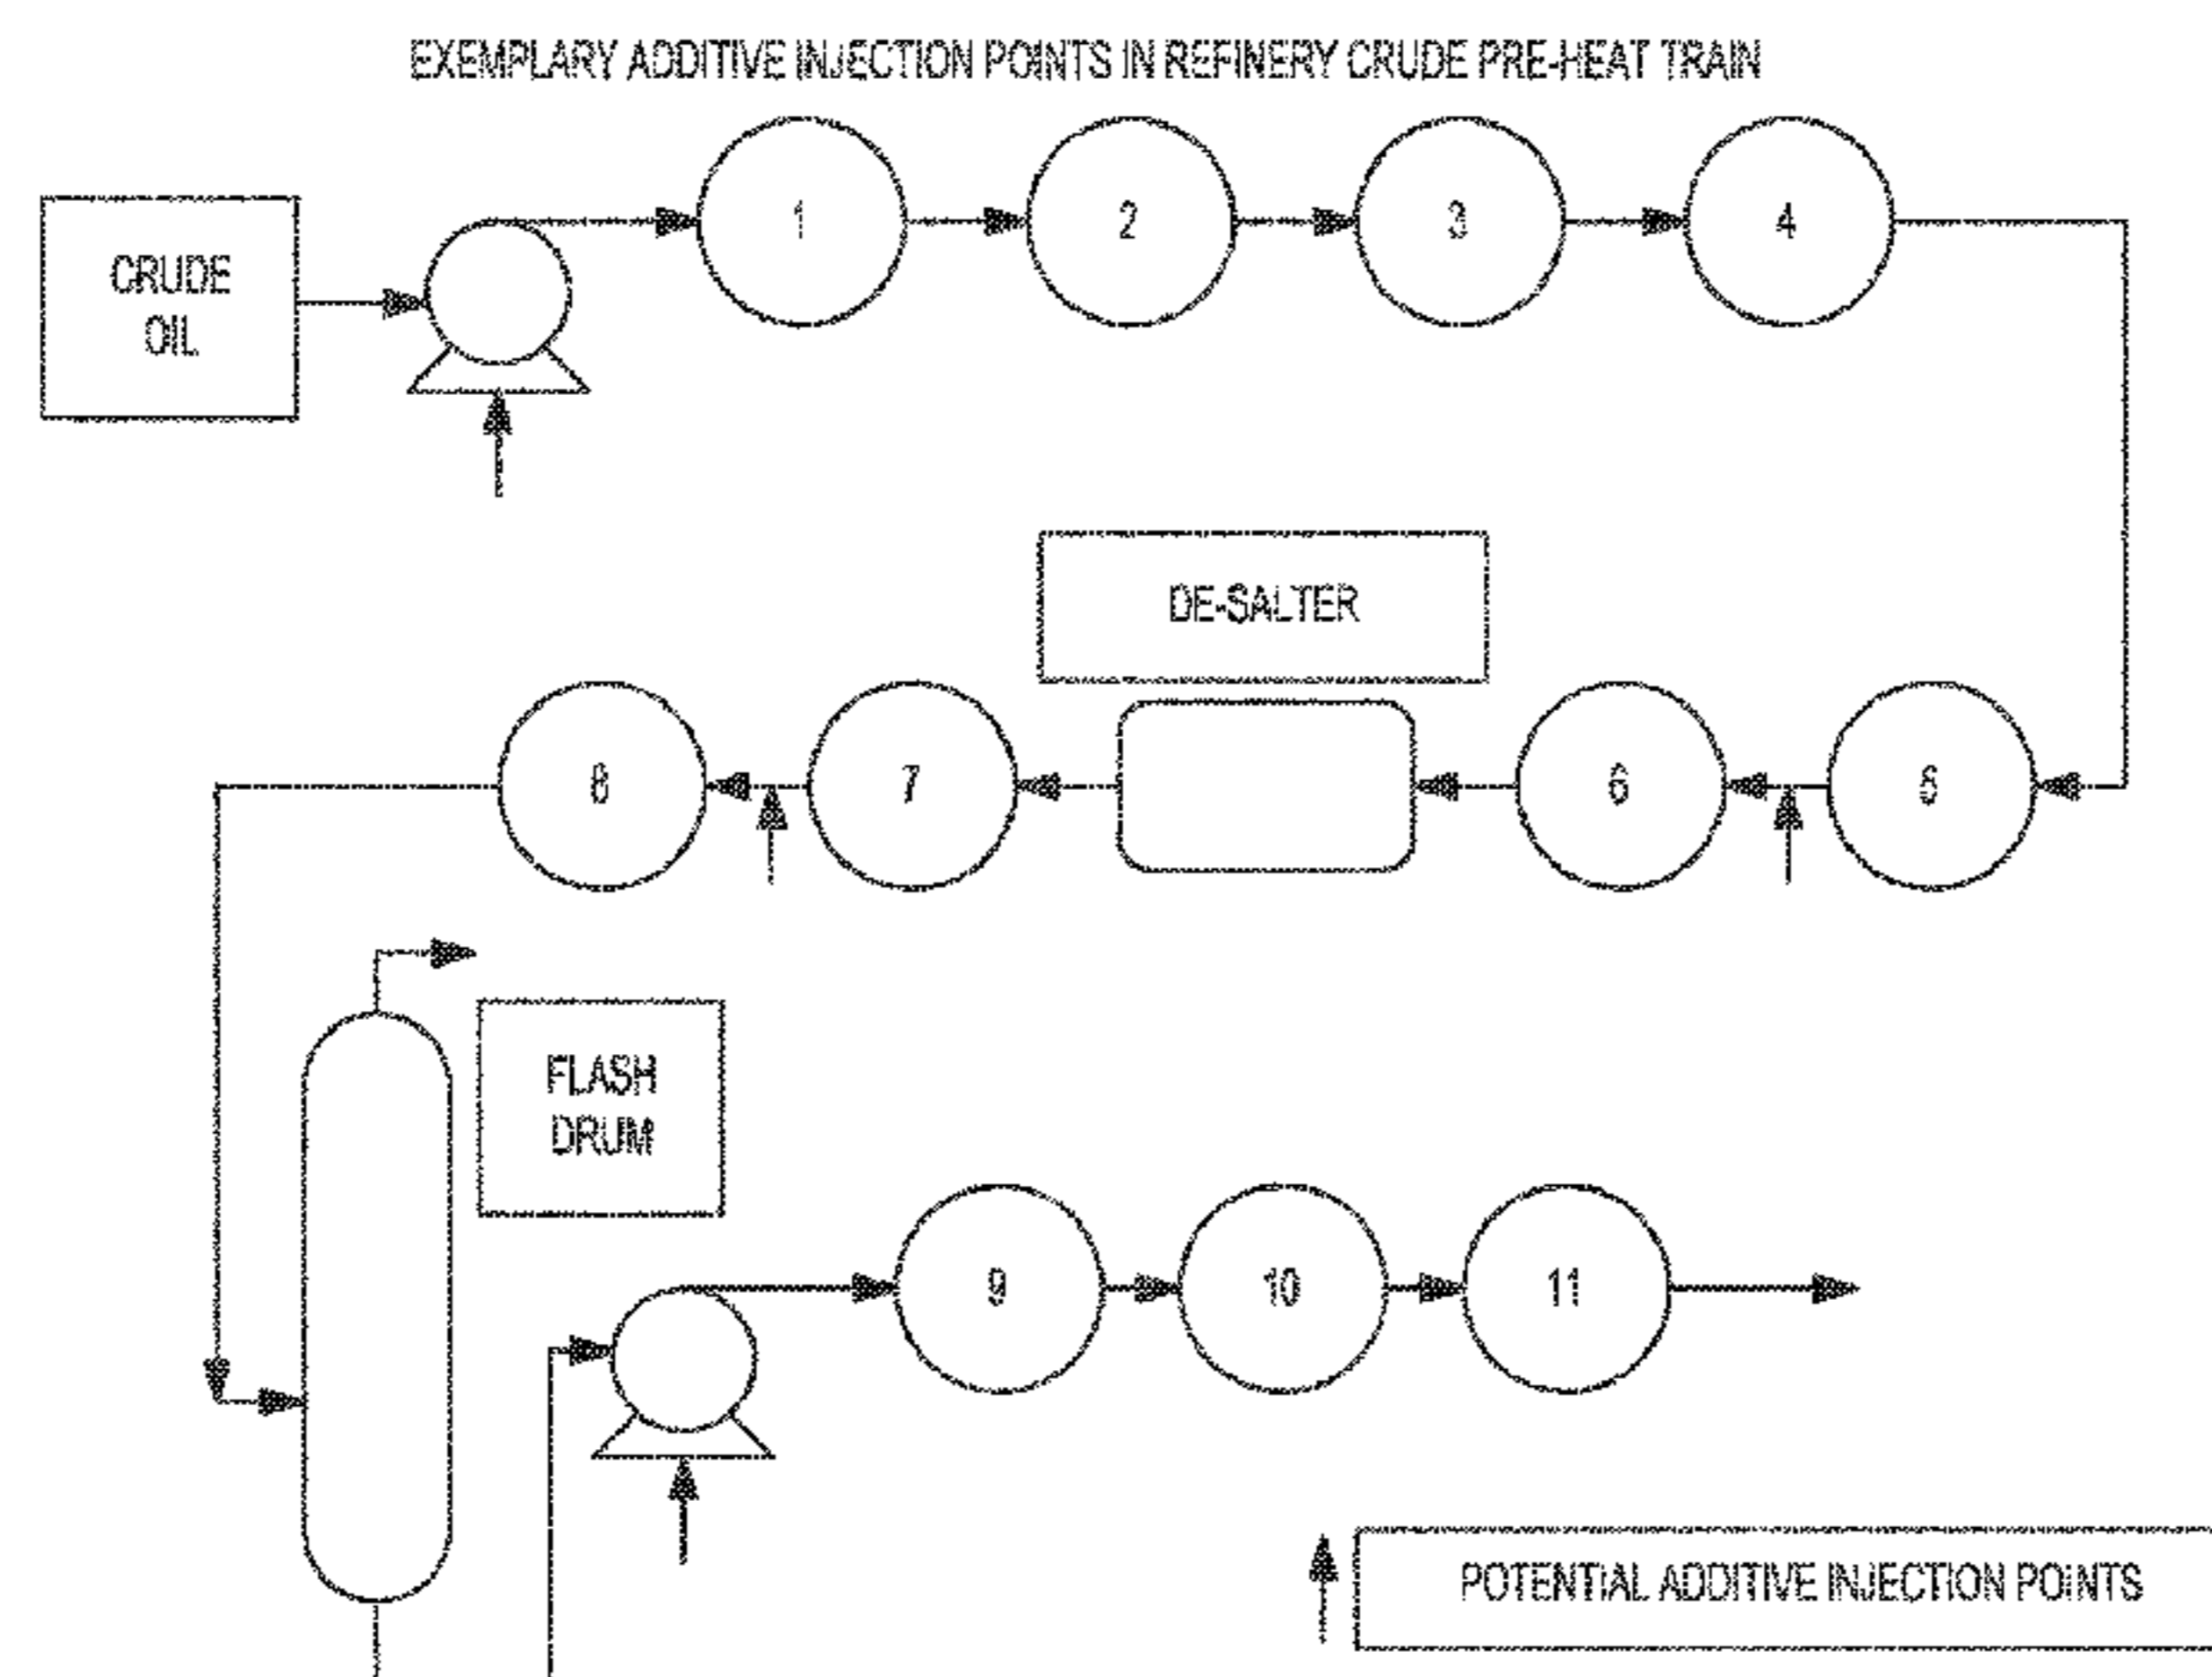 EXEMPLARY ADDITIVE INJECTION POINTS IN REFINERY CRUDE PRE-HEAT TRAIN
1
2
3
4
CRUDE
OIL
DE-SALTER
8
7
6
5
FLASH
DRUM
9
10
11
POTENTIAL ADDITIVE INJECTION POINTS